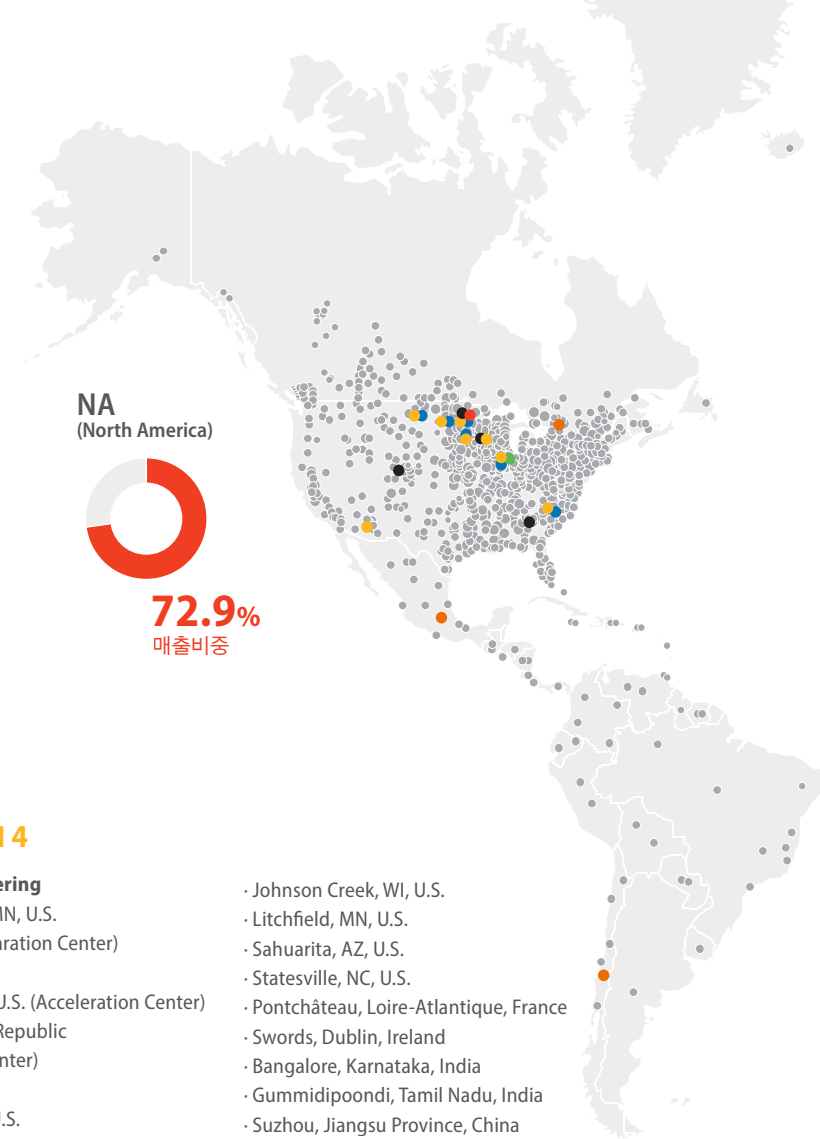 NA
(North America)
72.9%
매출비중
14
ering
MN, U.S.
ration Center)
U.S. (Acceleration Center)
Republic
nter)
U.S.
· Johnson Creek, WI, U.S.
· Litchfield, MN, U.S.
· Sahuarita, AZ, U.S.
· Statesville, NC, U.S.
· Pontchâteau, Loire-Atlantique, France
· Swords, Dublin, Ireland
· Bangalore, Karnataka, India
· Gummidipoondi, Tamil Nadu, India
· Suzhou, Jiangsu Province, China